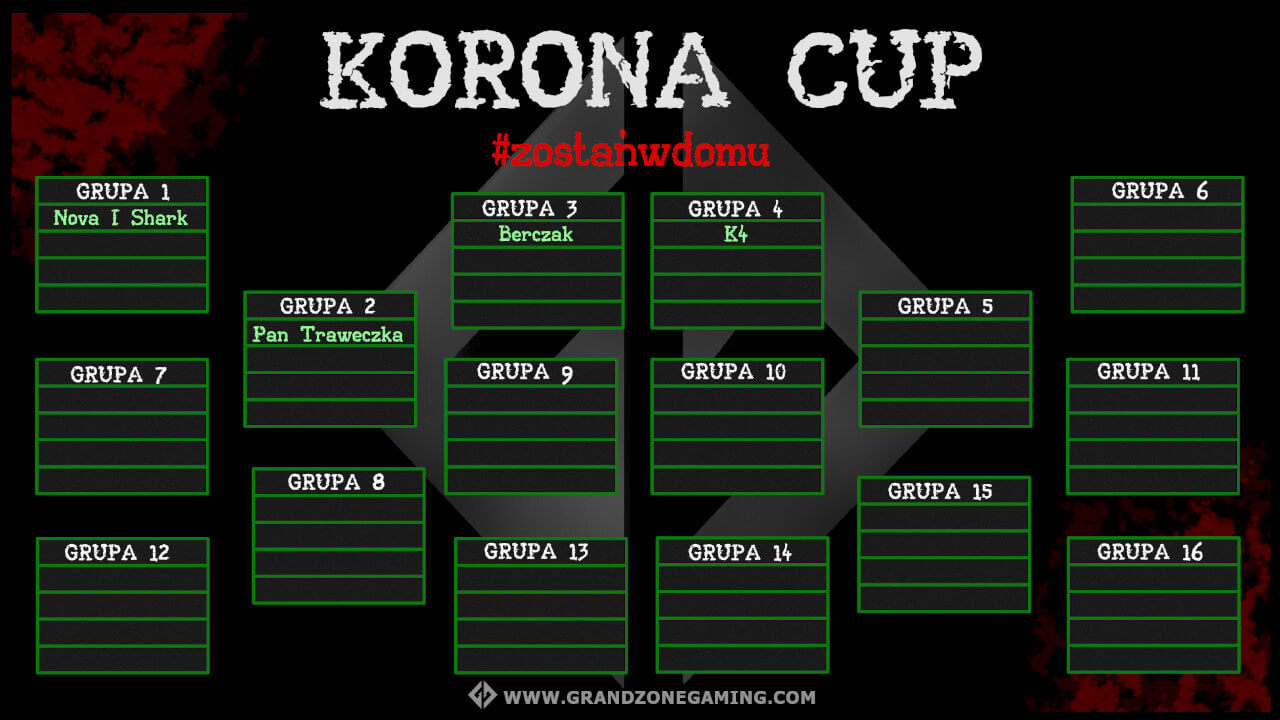 KORONA CUP
#zostańwdomu
GRUPA 1
Nova I Shark
GRUPA 2
Pan Traweczka
GRUPA 3
Berczak
GRUPA 4
K4
GRUPA 5
GRUPA 6
GRUPA 7
GRUPA 8
GRUPA 9
GRUPA 10
GRUPA 11
GRUPA 12
GRUPA 13
GRUPA 14
GRUPA 15
GRUPA 16
WWW.GRANDZONEGAMING.COM